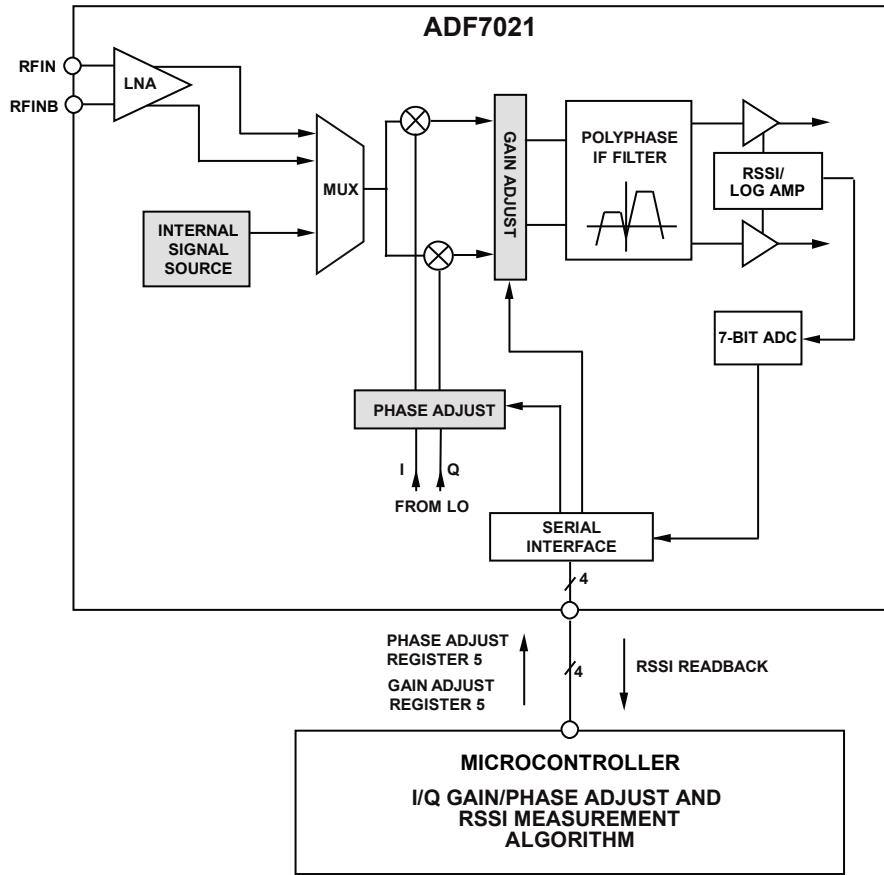 ADF7021
RFIN
RFINB
LNA
MUX
INTERNAL
SIGNAL
SOURCE
GAIN ADJUST
POLYPHASE
IF FILTER
RSSI/
LOG AMP
7-BIT ADC
PHASE ADJUST
I
Q
FROM LO
SERIAL
INTERFACE
4
PHASE ADJUST
REGISTER 5
GAIN ADJUST
REGISTER 5
4
RSSI READBACK
MICROCONTROLLER
I/Q GAIN/PHASE ADJUST AND
RSSI MEASUREMENT
ALGORITHM